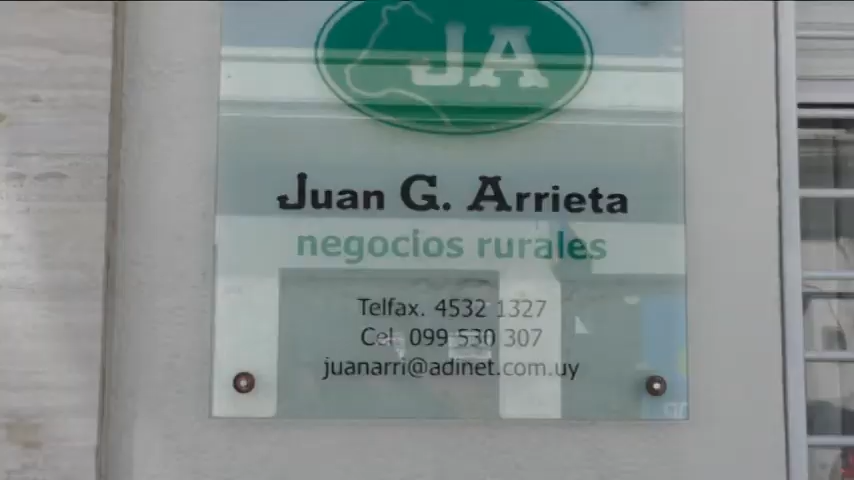 JA
Juan G. Arrieta
negocios rurales
Telfax. 4532 1327
Cel. 099 530 307
juanarri@adinet.com.uy